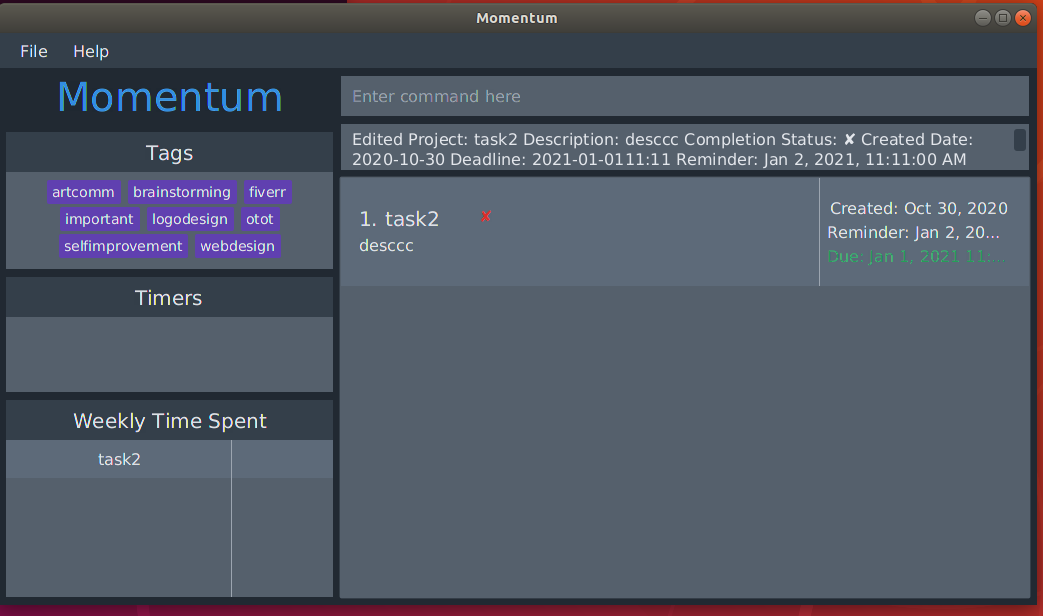 Momentum
File Help
Momentum
Tags
artcomm brainstorming fiverr
important logodesign otot
selfimprovement webdesign
Timers
Weekly Time Spent
task2
Enter command here
Edited Project: task2 Description: desccc Completion Status: ✘ Created Date:
2020-10-30 Deadline: 2021-01-0111:11 Reminder: Jan 2, 2021, 11:11:00 AM
1. task2 ✘
desccc
Created: Oct 30, 2020
Reminder: Jan 2, 20...
Due: Jan 1, 2021 11:...